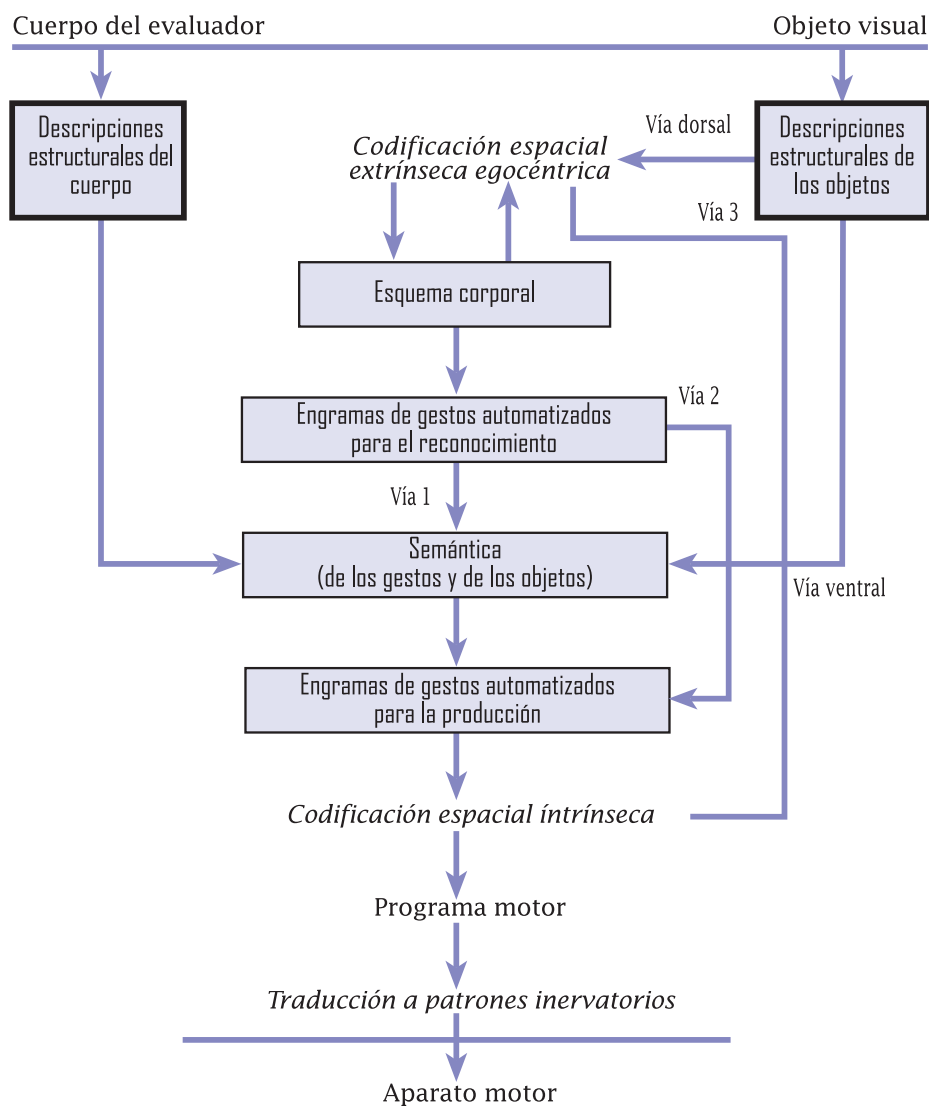 Cuerpo del evaluador
Objeto visual
Descripciones
estructurales del
cuerpo
Codificación espacial
extrínseca egocéntrica
Vía dorsal
Descripciones
estructurales de
los objetos
Vía 3
Esquema corporal
Engramas de gestos automatizados
para el reconocimiento
Vía 2
Vía 1
Semántica
(de los gestos y de los objetos)
Vía ventral
Engramas de gestos automatizados
para la producción
Codificación espacial íntrínseca
Programa motor
Traducción a patrones inervatorios
Aparato motor